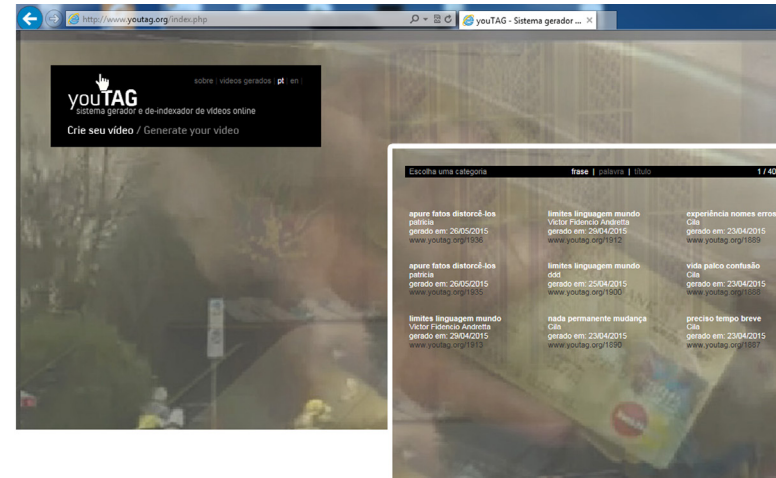 http://www.youtag.org/index.php
youTAG - Sistema gerador ...
sobre | videos gerados | pt | en |
youTAG
sistema gerador e de-indexador de vídeos online
Crie seu vídeo / Generate your video
Escolha uma categoria
frase | palavra | título
1 / 40
apure fatos distorcê-los
patricia
gerado em: 26/05/2015
www.youtag.org/1936
limites linguagem mundo
Victor Fidencio Andretta
gerado em: 29/04/2015
www.youtag.org/1912
experiência nomes erros
Cila
gerado em: 23/04/2015
www.youtag.org/1889
apure fatos distorcê-los
patricia
gerado em: 26/05/2015
www.youtag.org/1935
limites linguagem mundo
ddd
gerado em: 25/04/2015
www.youtag.org/1900
vida palco confusão
Cila
gerado em: 23/04/2015
www.youtag.org/1888
limites linguagem mundo
Victor Fidencio Andretta
gerado em: 29/04/2015
www.youtag.org/1913
nada permanente mudança
Cila
gerado em: 23/04/2015
www.youtag.org/1890
preciso tempo breve
Cila
gerado em: 23/04/2015
www.youtag.org/1887